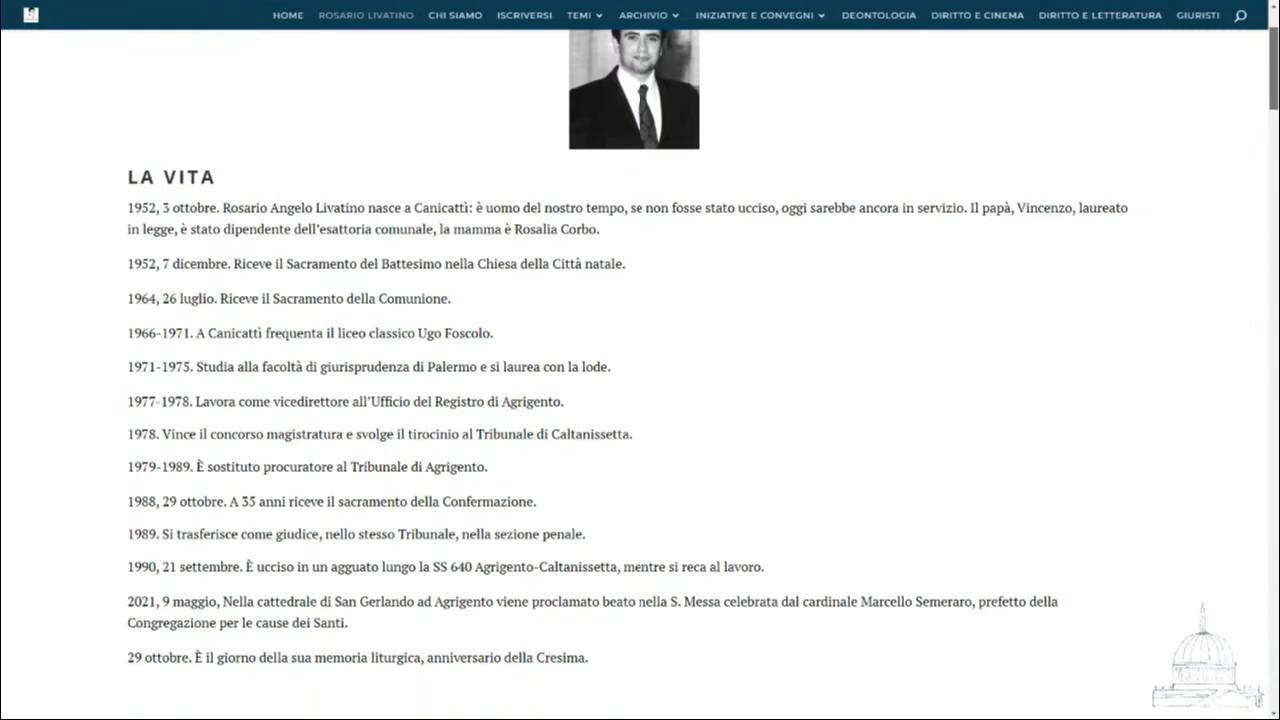 HOME ROSARIO LIVATINO CHI SIAMO ISCRIVERSI TEMI ARCHIVIO INIZIATIVE E CONVEGNI DEONTOLOGIA DIRITTO E CINEMA DIRITTO E LETTERATURA GIURISTI
LA VITA
1952, 3 ottobre. Rosario Angelo Livatino nasce a Canicattì: è uomo del nostro tempo, se non fosse stato ucciso, oggi sarebbe ancora in servizio. Il papà, Vincenzo, laureato
in legge, è stato dipendente dell'esattoria comunale, la mamma è Rosalia Corbo.
1952, 7 dicembre. Riceve il Sacramento del Battesimo nella Chiesa della Città natale.
1964, 26 luglio. Riceve il Sacramento della Comunione.
1966-1971. A Canicattì frequenta il liceo classico Ugo Foscolo.
1971-1975. Studia alla facoltà di giurisprudenza di Palermo e si laurea con la lode.
1977-1978. Lavora come vicedirettore all'Ufficio del Registro di Agrigento.
1978. Vince il concorso magistratura e svolge il tirocinio al Tribunale di Caltanissetta.
1979-1989. È sostituto procuratore al Tribunale di Agrigento.
1988, 29 ottobre. A 35 anni riceve il sacramento della Confermazione.
1989. Si trasferisce come giudice, nello stesso Tribunale, nella sezione penale.
1990, 21 settembre. È ucciso in un agguato lungo la SS 640 Agrigento-Caltanissetta, mentre si reca al lavoro.
2021, 9 maggio, Nella cattedrale di San Gerlando ad Agrigento viene proclamato beato nella S. Messa celebrata dal cardinale Marcello Semeraro, prefetto della
Congregazione per le cause dei Santi.
29 ottobre. È il giorno della sua memoria liturgica, anniversario della Cresima.